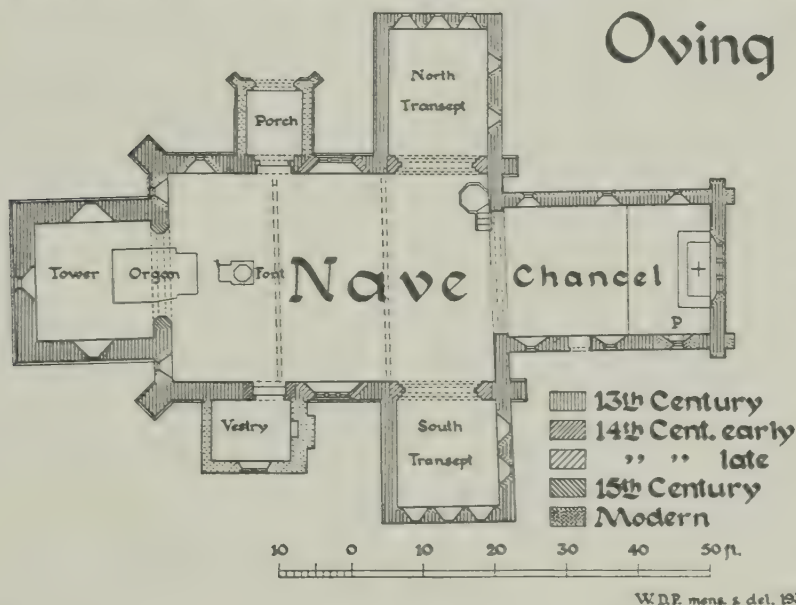 Oving
North
Transept
Porch
Tower
Organ
Font
Nave
Chancel
P
Vestry
South
Transept
13th Century
14th Cent. early
" " late
15th Century
Modern
10 0 10 20 30 40 50 ft.
W.D.P. mens. & del.